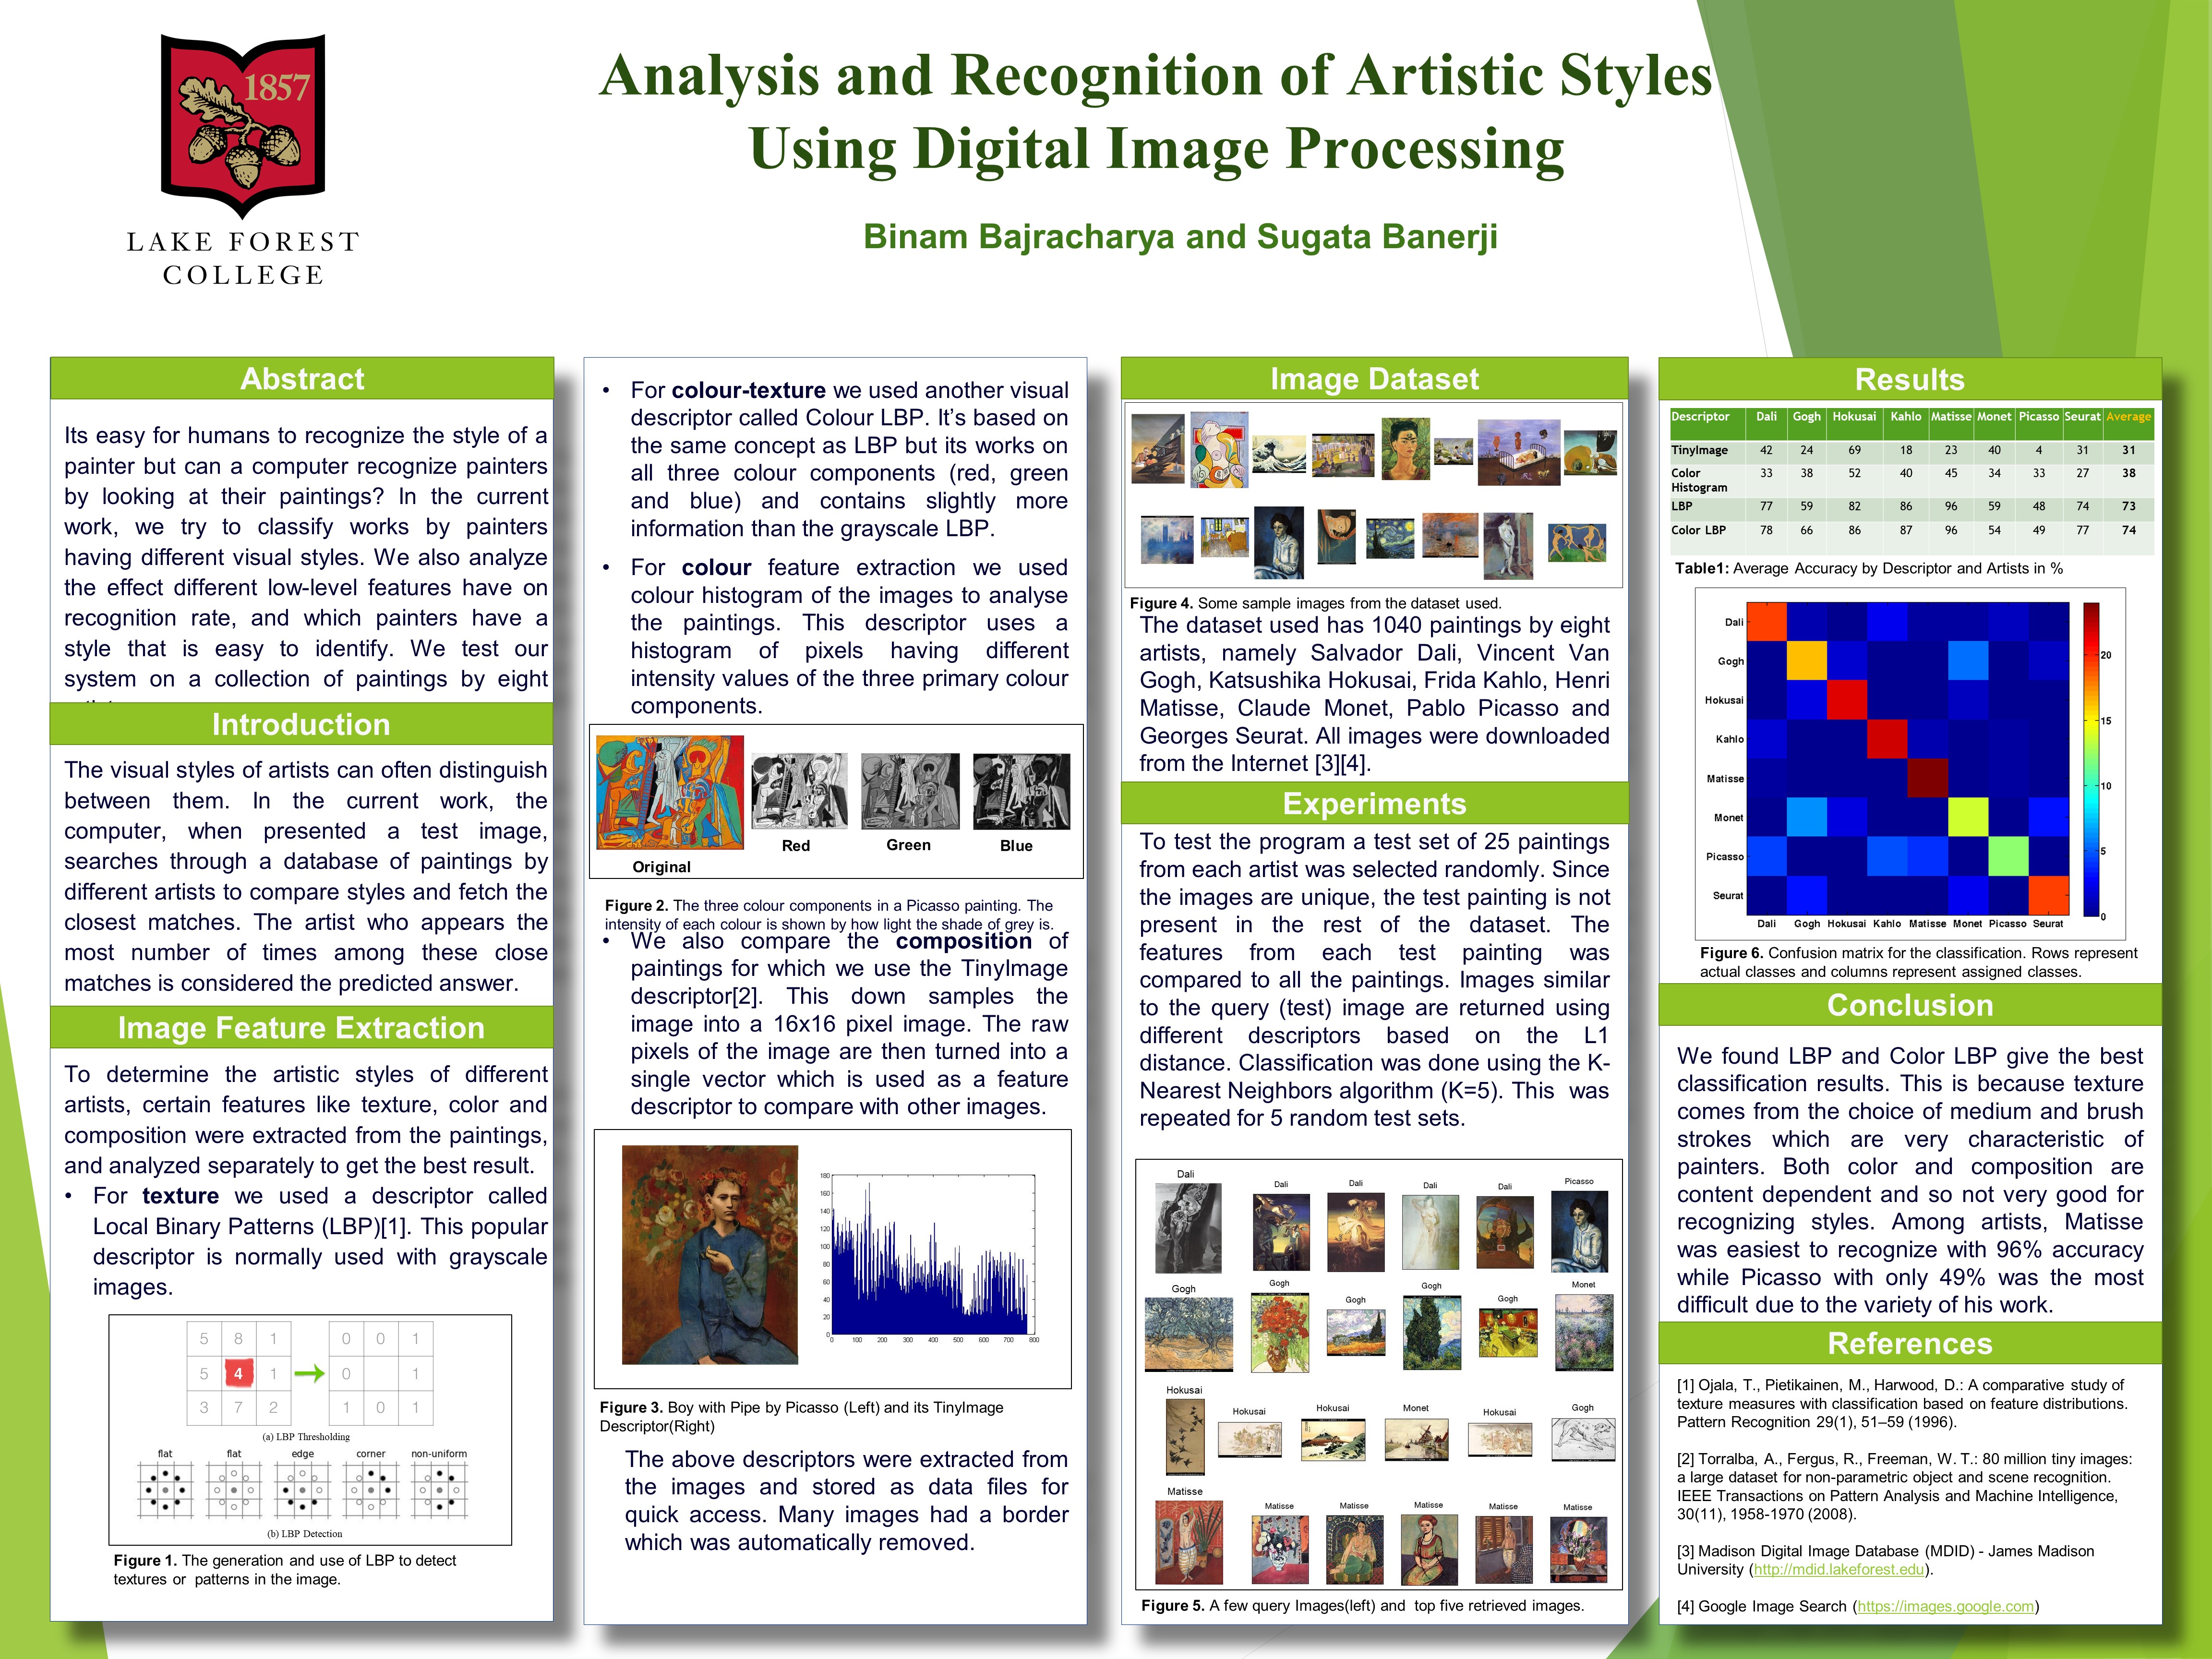 1857
LAKE FOREST
COLLEGE
Analysis and Recognition of Artistic Styles
Using Digital Image Processing
Binam Bajracharya and Sugata Banerji
Abstract
Its easy for humans to recognize the style of a
painter but can a computer recognize painters
by looking at their paintings? In the current
work, we try to classify works by painters
having different visual styles. We also analyze
the effect different low-level features have on
recognition rate, and which painters have a
style that is easy to identify. We test our
system on a collection of paintings by eight
Introduction
The visual styles of artists can often distinguish
between them. In the current work, the
computer, when presented a test image,
searches through a database of paintings by
different artists to compare styles and fetch the
closest matches. The artist who appears the
most number of times among these close
matches is considered the predicted answer.
Image Feature Extraction
To determine the artistic styles of different
artists, certain features like texture, color and
composition were extracted from the paintings,
and analyzed separately to get the best result.
• For texture we used a descriptor called
Local Binary Patterns (LBP)[1]. This popular
descriptor is normally used with grayscale
images.
5 8 1 0 0 1
5 4 1 0 1
3 7 2 1 0 1
(a) LBP Thresholding
flat flat edge corner non-uniform
(b) LBP Detection
Figure 1. The generation and use of LBP to detect
textures or patterns in the image.
• For colour-texture we used another visual
descriptor called Colour LBP. It’s based on
the same concept as LBP but its works on
all three colour components (red, green
and blue) and contains slightly more
information than the grayscale LBP.
• For colour feature extraction we used
colour histogram of the images to analyse
the paintings. This descriptor uses a
histogram of pixels having different
intensity values of the three primary colour
components.
Red Green Blue
Original
Figure 2. The three colour components in a Picasso painting. The
intensity of each colour is shown by how light the shade of grey is.
• We also compare the composition of
paintings for which we use the TinyImage
descriptor[2]. This down samples the
image into a 16x16 pixel image. The raw
pixels of the image are then turned into a
single vector which is used as a feature
descriptor to compare with other images.
180
160
140
120
100
80
60
40
20
0
0 100 200 300 400 500 600 700 800
Figure 3. Boy with Pipe by Picasso (Left) and its TinyImage
Descriptor(Right)
The above descriptors were extracted from
the images and stored as data files for
quick access. Many images had a border
which was automatically removed.
Image Dataset
Figure 4. Some sample images from the dataset used.
The dataset used has 1040 paintings by eight
artists, namely Salvador Dali, Vincent Van
Gogh, Katsushika Hokusai, Frida Kahlo, Henri
Matisse, Claude Monet, Pablo Picasso and
Georges Seurat. All images were downloaded
from the Internet [3][4].
Experiments
To test the program a test set of 25 paintings
from each artist was selected randomly. Since
the images are unique, the test painting is not
present in the rest of the dataset. The
features from each test painting was
compared to all the paintings. Images similar
to the query (test) image are returned using
different descriptors based on the L1
distance. Classification was done using the K-
Nearest Neighbors algorithm (K=5). This was
repeated for 5 random test sets.
Dali Dali Dali Dali Dali Picasso
Gogh Gogh Gogh Gogh Gogh Monet
Hokusai Hokusai Hokusai Monet Hokusai Gogh
Matisse Matisse Matisse Matisse Matisse Matisse
Figure 5. A few query Images(left) and top five retrieved images.
Results
Descriptor Dali Gogh Hokusai Kahlo Matisse Monet Picasso Seurat Average
TinyImage 42 24 69 18 23 40 4 31 31
Color 33 38 52 40 45 34 33 27 38
Histogram
LBP 77 59 82 86 96 59 48 74 73
Color LBP 78 66 86 87 96 54 49 77 74
Table1: Average Accuracy by Descriptor and Artists in %
Dali
Gogh
Hokusai
Kahlo
Matisse
Monet
Picasso
Seurat
Dali Gogh Hokusai Kahlo Matisse Monet Picasso Seurat
20
15
10
5
0
Figure 6. Confusion matrix for the classification. Rows represent
actual classes and columns represent assigned classes.
Conclusion
We found LBP and Color LBP give the best
classification results. This is because texture
comes from the choice of medium and brush
strokes which are very characteristic of
painters. Both color and composition are
content dependent and so not very good for
recognizing styles. Among artists, Matisse
was easiest to recognize with 96% accuracy
while Picasso with only 49% was the most
difficult due to the variety of his work.
References
[1] Ojala, T., Pietikainen, M., Harwood, D.: A comparative study of
texture measures with classification based on feature distributions.
Pattern Recognition 29(1), 51–59 (1996).
[2] Torralba, A., Fergus, R., Freeman, W. T.: 80 million tiny images:
a large dataset for non-parametric object and scene recognition.
IEEE Transactions on Pattern Analysis and Machine Intelligence,
30(11), 1958-1970 (2008).
[3] Madison Digital Image Database (MDID) - James Madison
University (http://mdid.lakeforest.edu).
[4] Google Image Search (https://images.google.com)